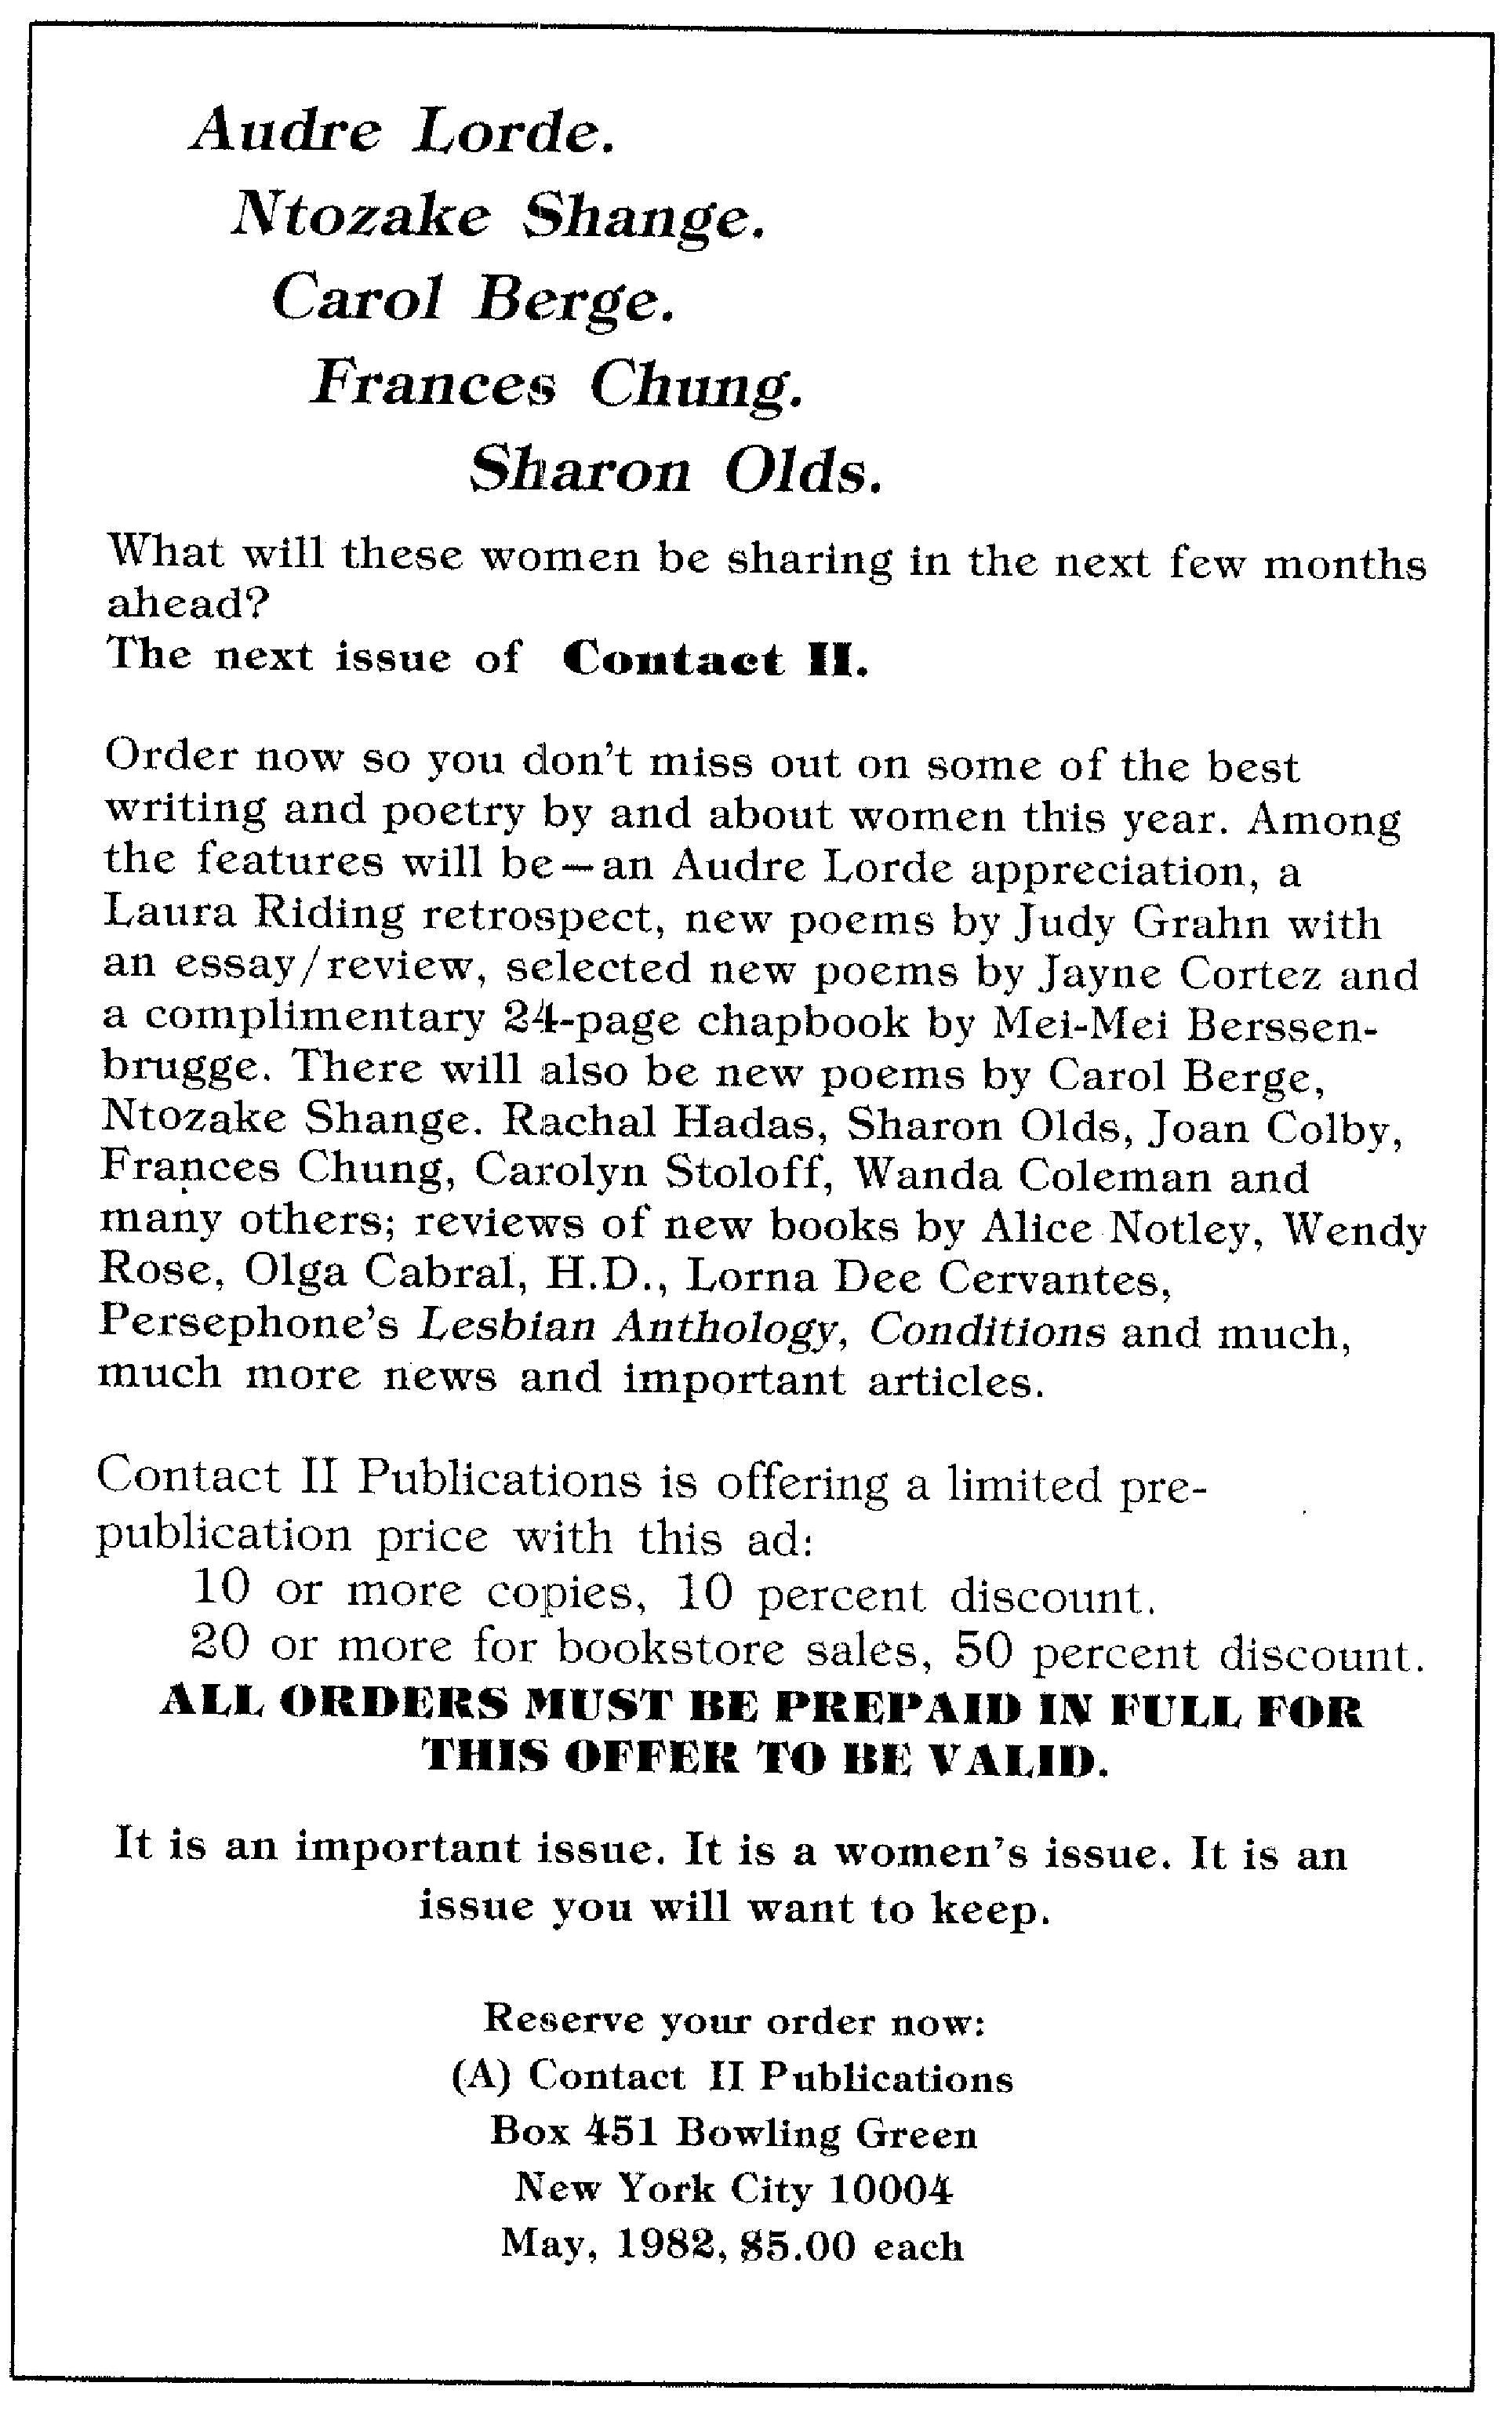 Audre Lorde.
Ntozake Shange.
Carol Berge.
Frances Chung.
Sharon Olds.
What will these women be sharing in the next few months
ahead?
The next issue of Contact II.
Order now so you don't miss out on some of the best
writing and poetry by and about women this year. Among
the features will be—an Audre Lorde appreciation, a
Laura Riding retrospect, new poems by Judy Grahn with
an essay/review, selected new poems by Jayne Cortez and
a complimentary 24-page chapbook by Mei-Mei Berssen-
brugge. There will also be new poems by Carol Berge,
Ntozake Shange. Rachal Hadas, Sharon Olds, Joan Colby,
Frances Chung, Carolyn Stoloff, Wanda Coleman and
many others; reviews of new books by Alice Notley, Wendy
Rose, Olga Cabral, H.D., Lorna Dee Cervantes,
Persephone's Lesbian Anthology, Conditions and much,
much more news and important articles.
Contact II Publications is offering a limited pre-
publication price with this ad:
10 or more copies, 10 percent discount.
20 or more for bookstore sales, 50 percent discount.
ALL ORDERS MUST BE PREPAID IN FULL FOR
THIS OFFER TO BE VALID.
It is an important issue. It is a women's issue. It is an
issue you will want to keep.
Reserve your order now:
(A) Contact II Publications
Box 451 Bowling Green
New York City 10004
May, 1982, $5.00 each